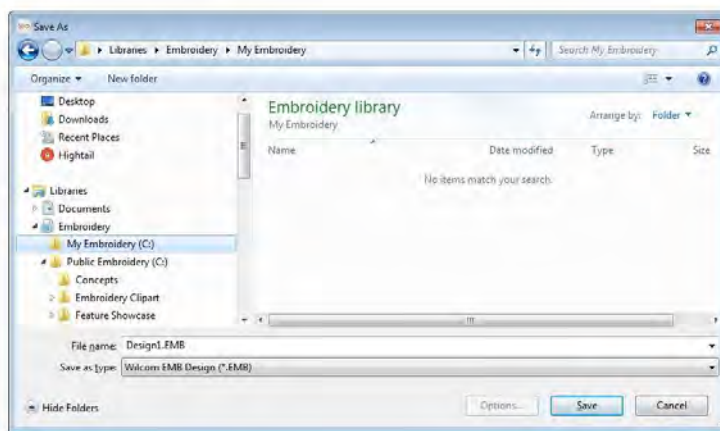 Save As
Libraries Embroidery My Embroidery
Search My Embroidery
Organize New folder
Desktop
Downloads
Recent Places
Hightail
Libraries
Documents
Embroidery
My Embroidery (C:)
Public Embroidery (C:)
Concepts
Embroidery Clipart
Feature Showcase
Embroidery library
My Embroidery
Arrange by: Folder
Name Date modified Type Size
No items match your search.
File name: Design1.EMB
Save as type: Wilcom EMB Design (*.EMB)
Hide Folders
Options... Save Cancel